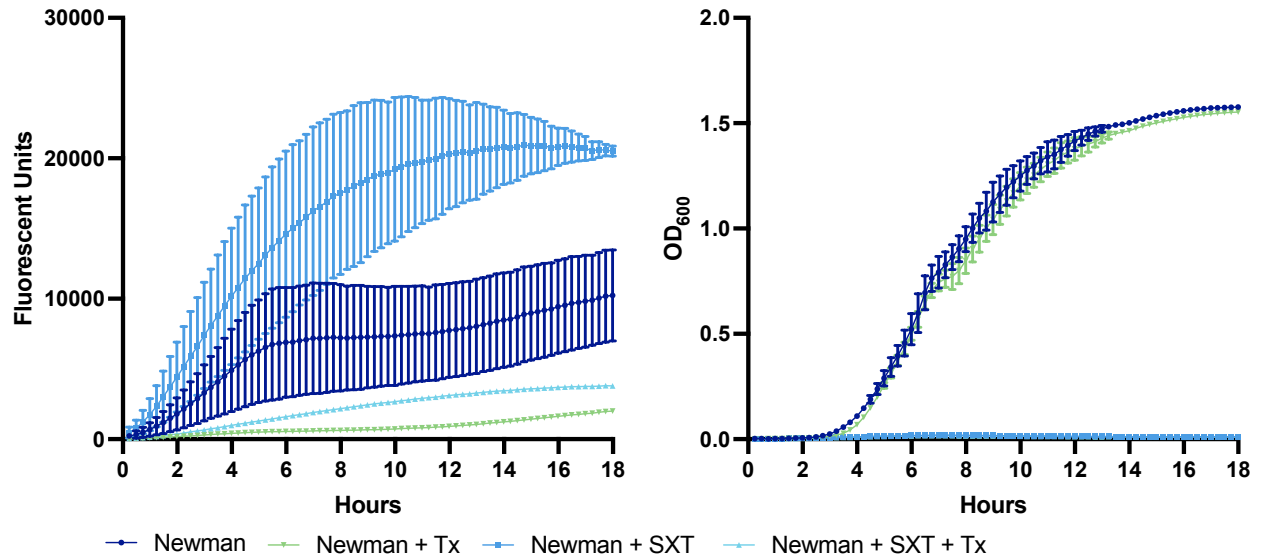 30000
20000
10000
0
Fluorescent Units
0 2 4 6 8 10 12 14 16 18
Hours
2.0
1.5
1.0
0.5
0.0
OD600
0 2 4 6 8 10 12 14 16 18
Hours
Newman Newman + Tx Newman + SXT Newman + SXT + Tx